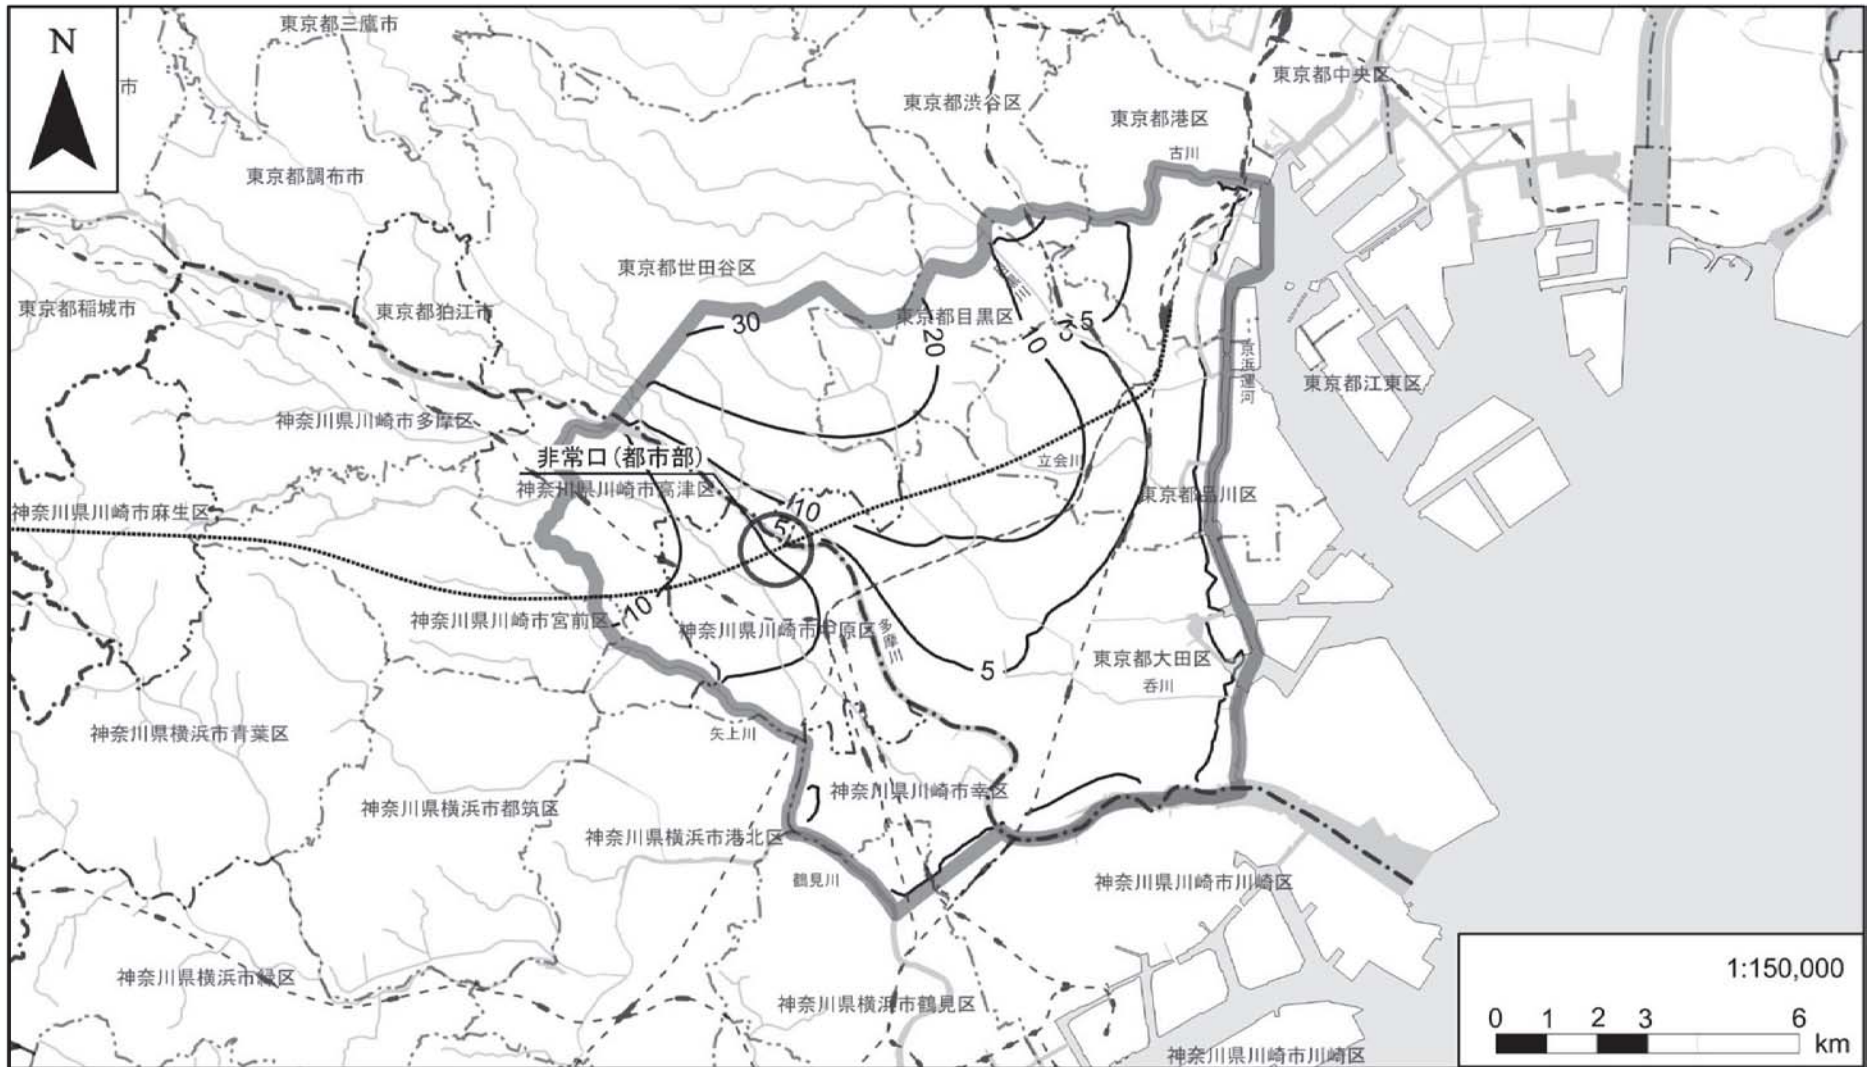 N
市
東京都三鷹市
東京都調布市
東京都渋谷区
東京都港区
古川
東京都中央区
東京都世田谷区
東京都稲城市
東京都狛江市
東京都目黒区
30
20
10
3
5
京浜運河
東京都江東区
神奈川県川崎市多摩区
非常口(都市部)
神奈川県川崎市高津区
立会川
東京都品川区
神奈川県川崎市麻生区
10
5
10
神奈川県川崎市宮前区
神奈川県川崎市中原区
多摩川
5
東京都大田区
呑川
神奈川県横浜市青葉区
矢上川
1
神奈川県川崎市幸区
神奈川県横浜市都筑区
神奈川県横浜市港北区
鶴見川
神奈川県川崎市川崎区
神奈川県横浜市緑区
神奈川県横浜市鶴見区
神奈川県川崎市川崎区
1:150,000
0 1 2 3 6
km